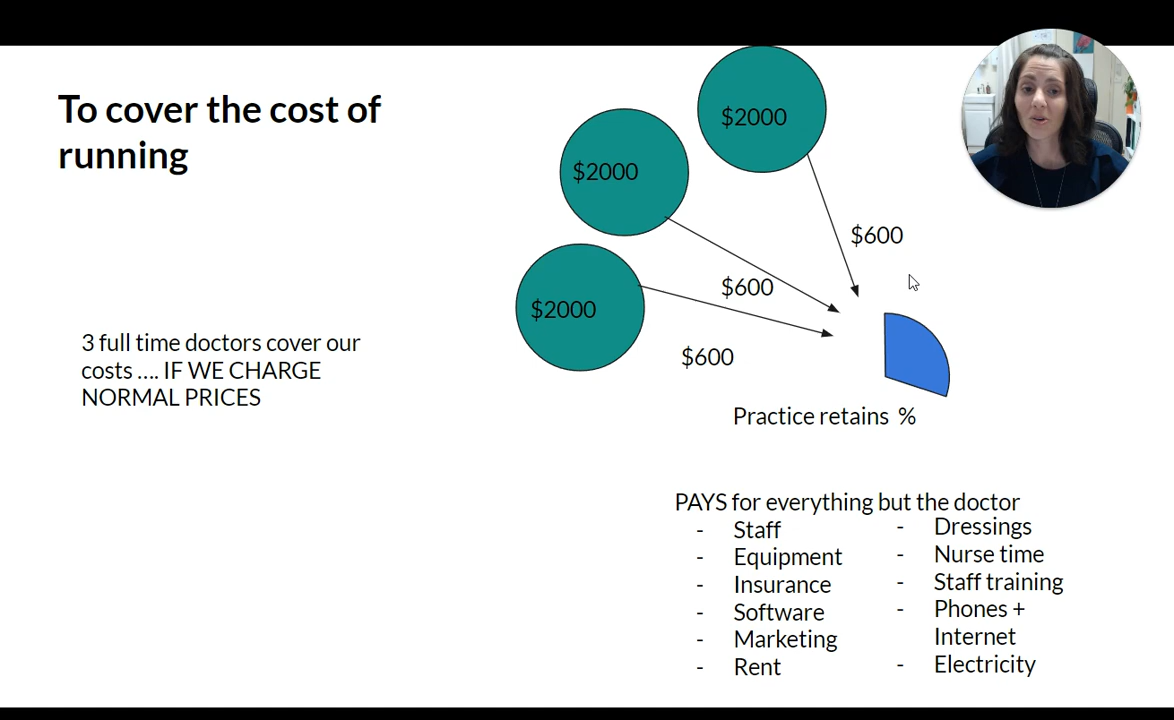 To cover the cost of
running
$2000
$2000
$2000
$600
$600
$600
3 full time doctors cover our
costs .... IF WE CHARGE
NORMAL PRICES
Practice retains %
PAYS for everything but the doctor
- Staff
- Equipment
- Insurance
- Software
- Marketing
- Rent
- Dressings
- Nurse time
- Staff training
- Phones +
Internet
- Electricity